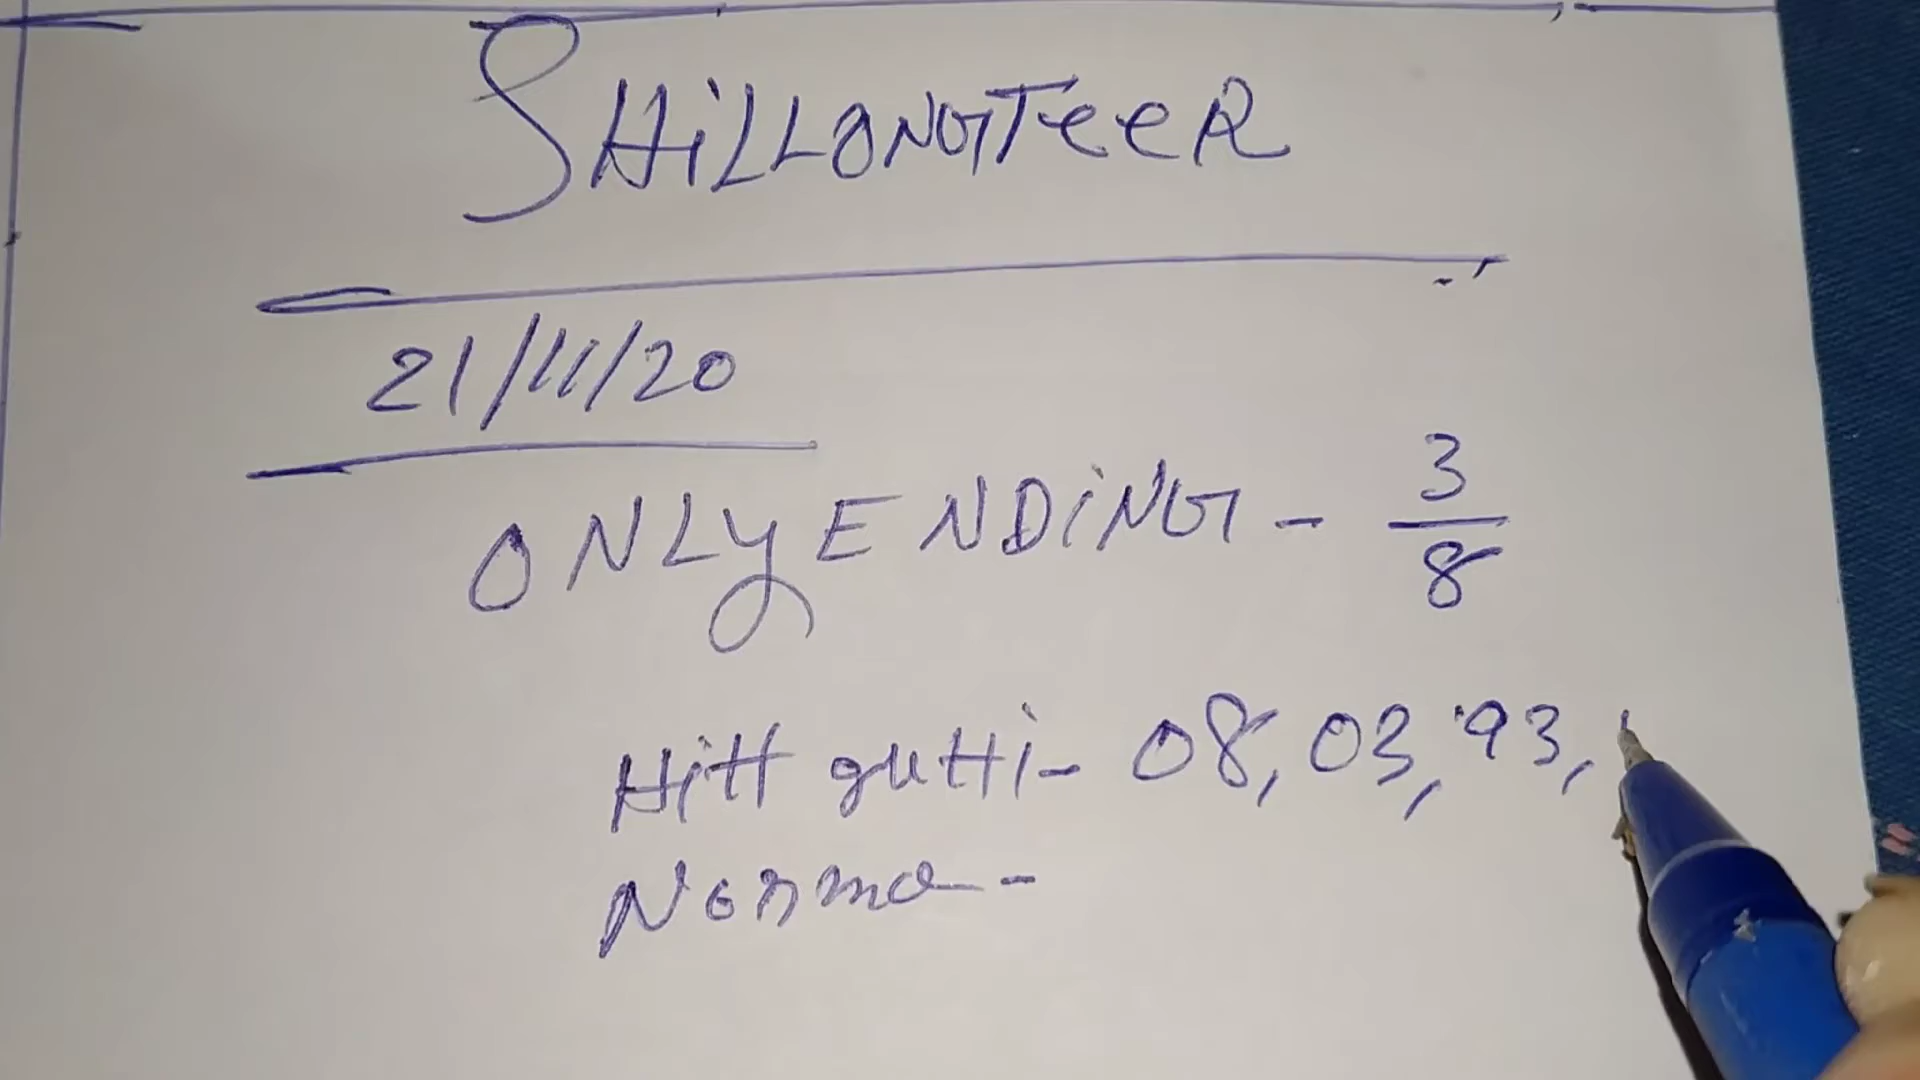 SHiLLONGTeeR
21/11/20
ONLY ENDiNG - 3/8
Hitt gutti - 08, 03, 93,
Norma -